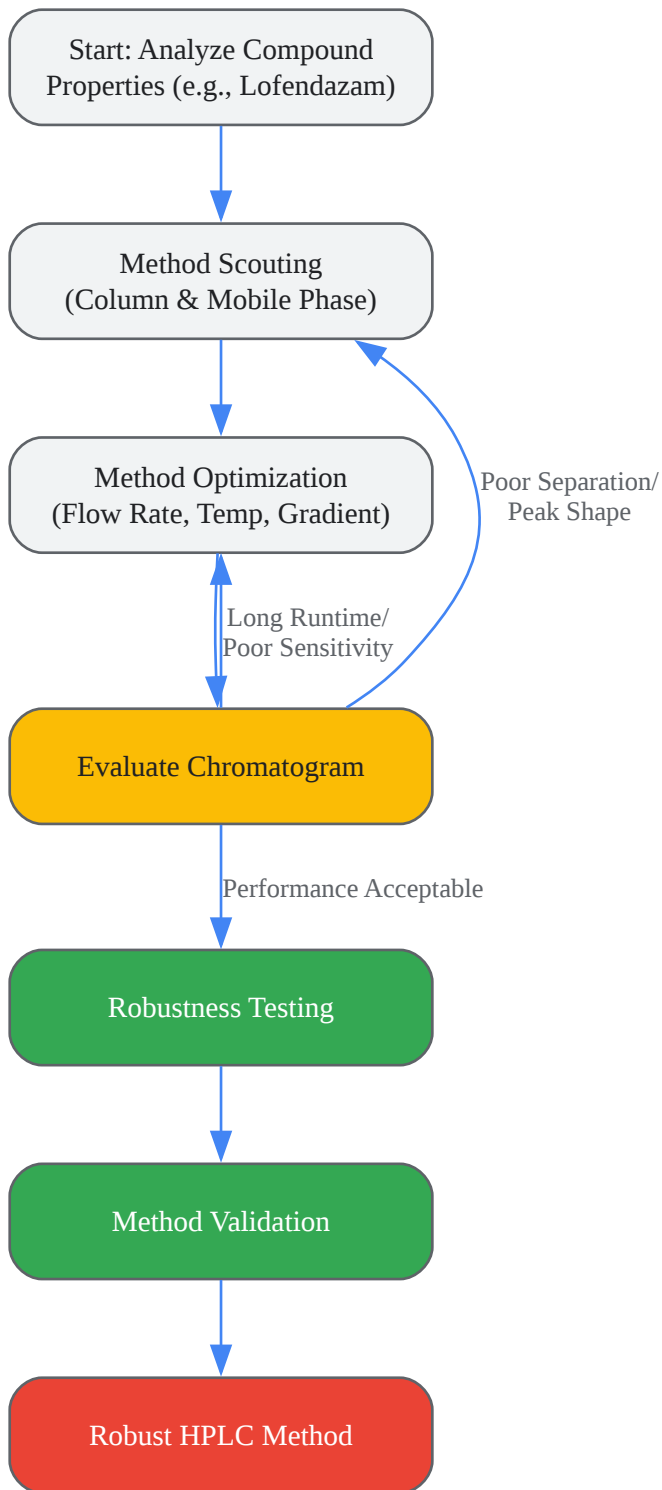 Start: Analyze Compound
Properties (e.g., Lofendazam)
Method Scouting
(Column & Mobile Phase)
Method Optimization
(Flow Rate, Temp, Gradient)
Poor Separation/
Peak Shape
Long Runtime/
Poor Sensitivity
Evaluate Chromatogram
Performance Acceptable
Robustness Testing
Method Validation
Robust HPLC Method